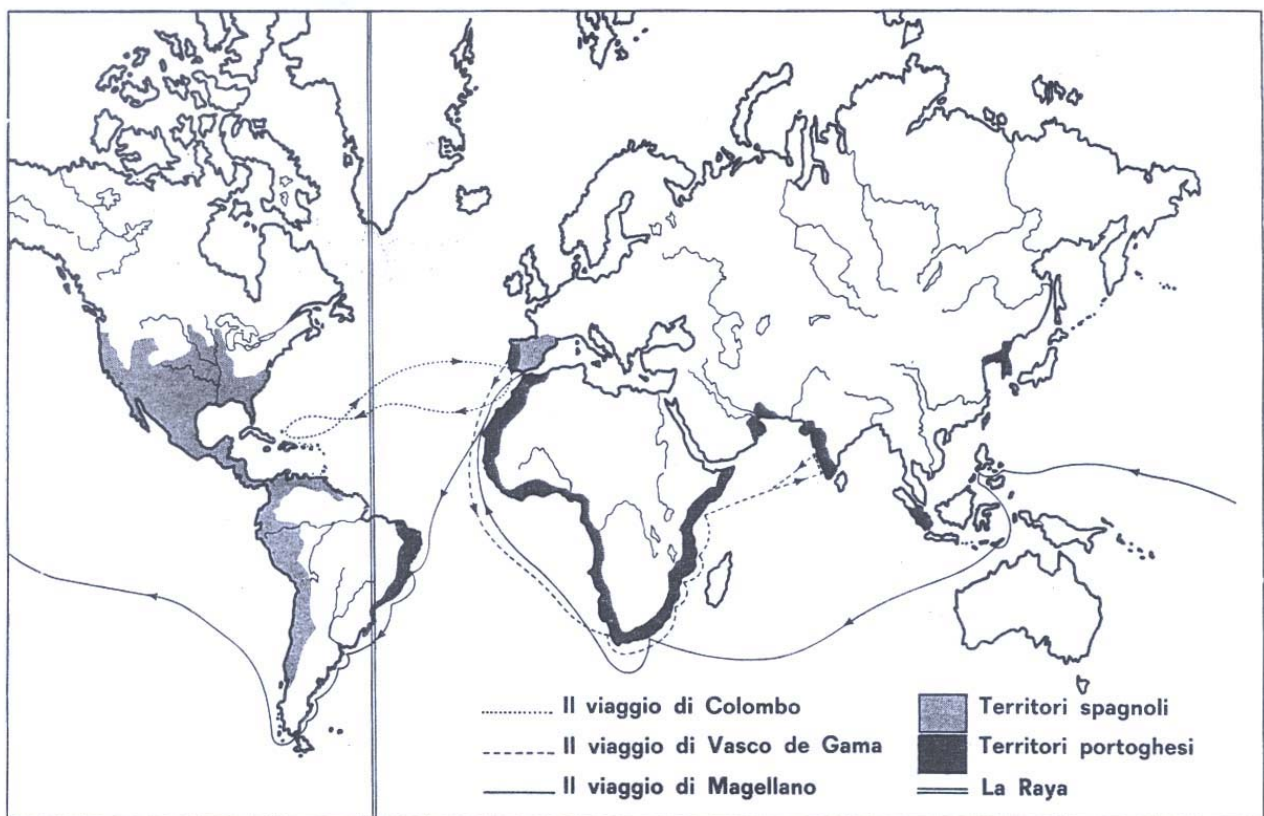 Il viaggio di Colombo
Il viaggio di Vasco de Gama
Il viaggio di Magellano
Territori spagnoli
Territori portoghesi
La Raya